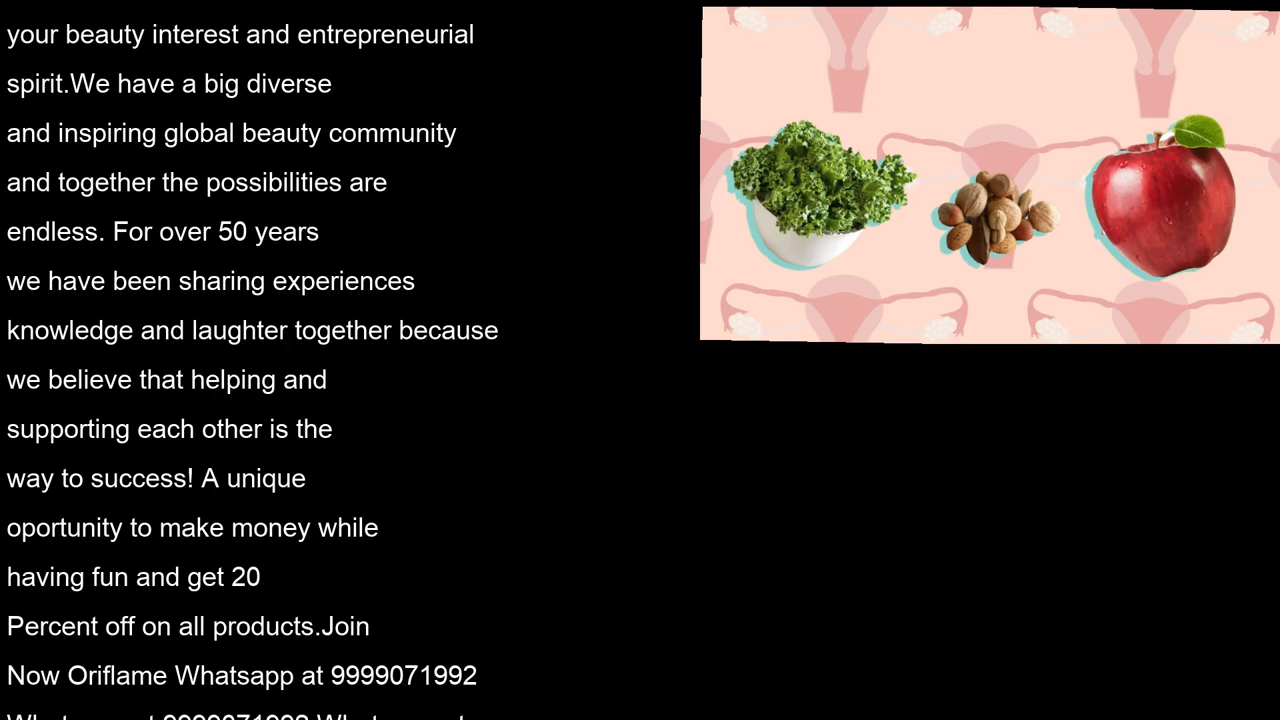 your beauty interest and entrepreneurial
spirit.We have a big diverse
and inspiring global beauty community
and together the possibilities are
endless. For over 50 years
we have been sharing experiences
knowledge and laughter together because
we believe that helping and
supporting each other is the
way to success! A unique
oportunity to make money while
having fun and get 20
Percent off on all products.Join
Now Oriflame Whatsapp at 9999071992